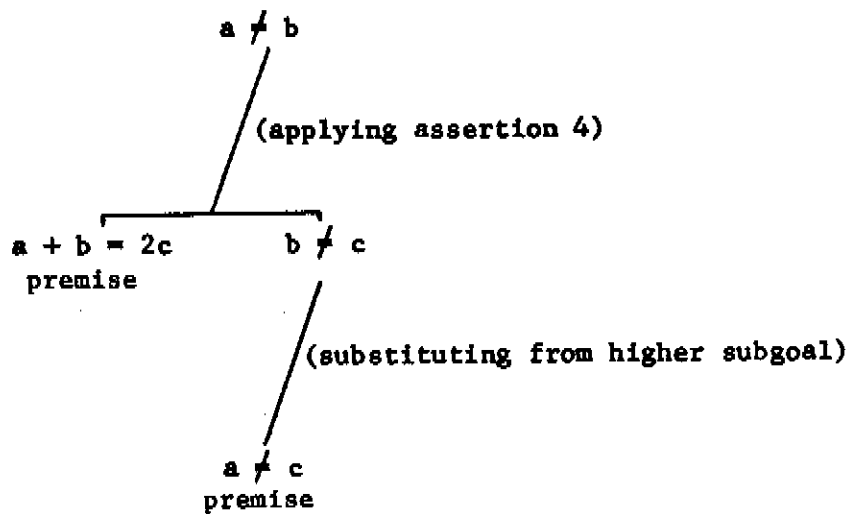 a ≠ b
(applying assertion 4)
a + b = 2c b ≠ c
premise
(substituting from higher subgoal)
a ≠ c
premise